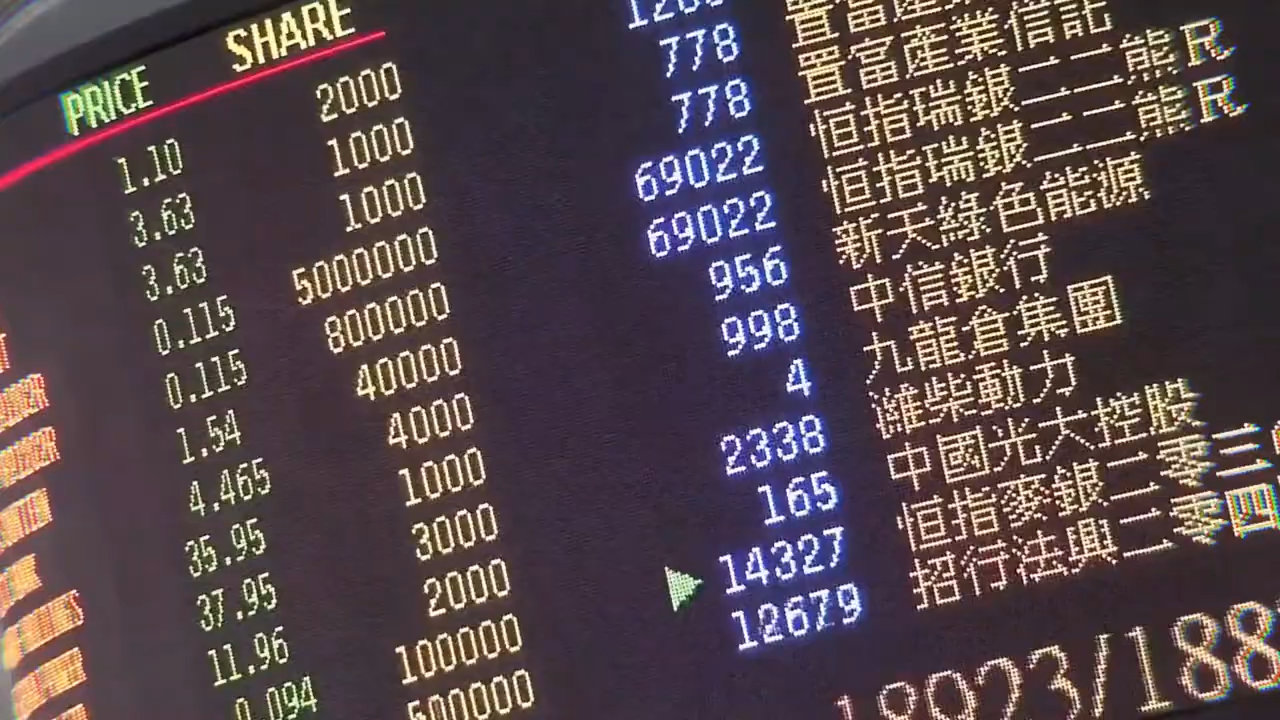 PRICE SHARE
1.10 2000
3.63 1000 778 置富產業信託
3.63 1000 778 置富產業信託
0.115 5000000 69022 恒指瑞銀二二熊R
0.115 800000 69022 恒指瑞銀二二熊R
1.54 40000 956 新天綠色能源
4.465 4000 998 中信銀行
35.95 1000 4 九龍倉集團
37.95 3000 2338 濰柴動力
11.96 2000 165 中國光大控股
0.094 100000 14327 恒指麥銀二零三
500000 12679 招行法興二零四
18923/188